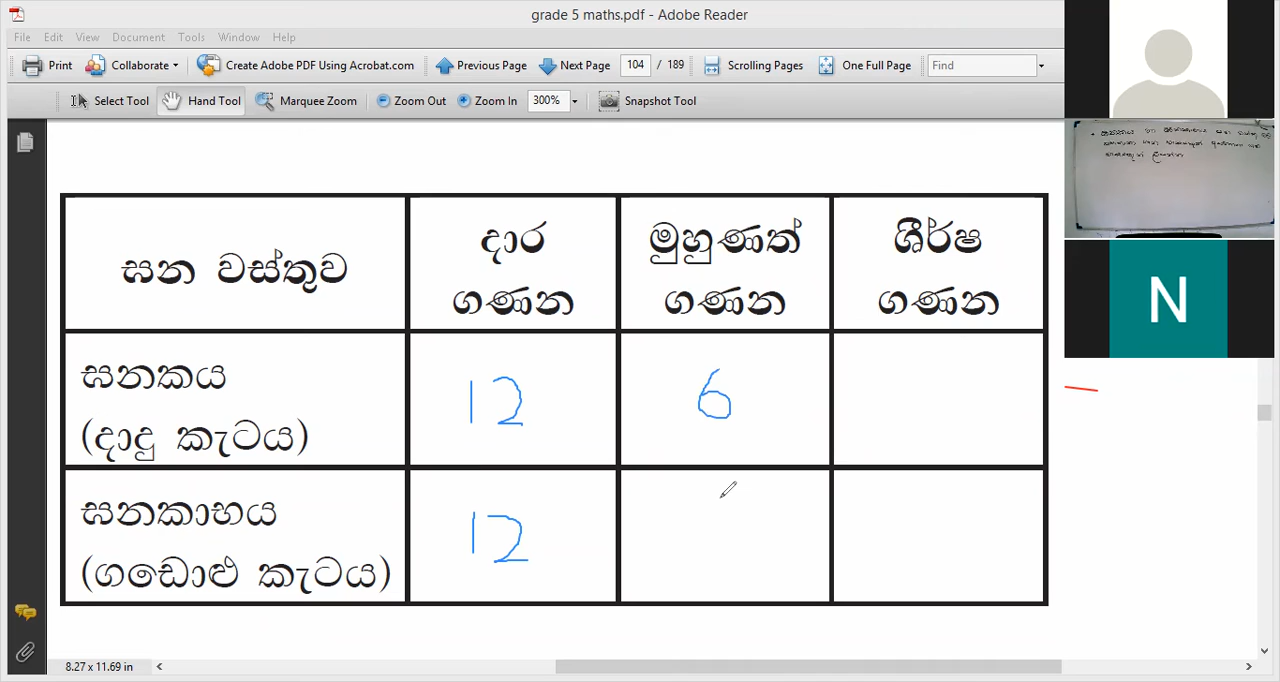 grade 5 maths.pdf - Adobe Reader
File Edit View Document Tools Window Help
Print Collaborate Create Adobe PDF Using Acrobat.com Previous Page Next Page 104 / 189 Scrolling Pages One Full Page Find
Select Tool Hand Tool Marquee Zoom Zoom Out Zoom In 300% Snapshot Tool
ඝන වස්තුව
දාර
ගණන
මුහුණත්
ගණන
ශීර්ෂ
ගණන
ඝනකය
(දාදු කැටය)
12
6
ඝනකාභය
(ගඩොළු කැටය)
12
N
8.27 x 11.69 in